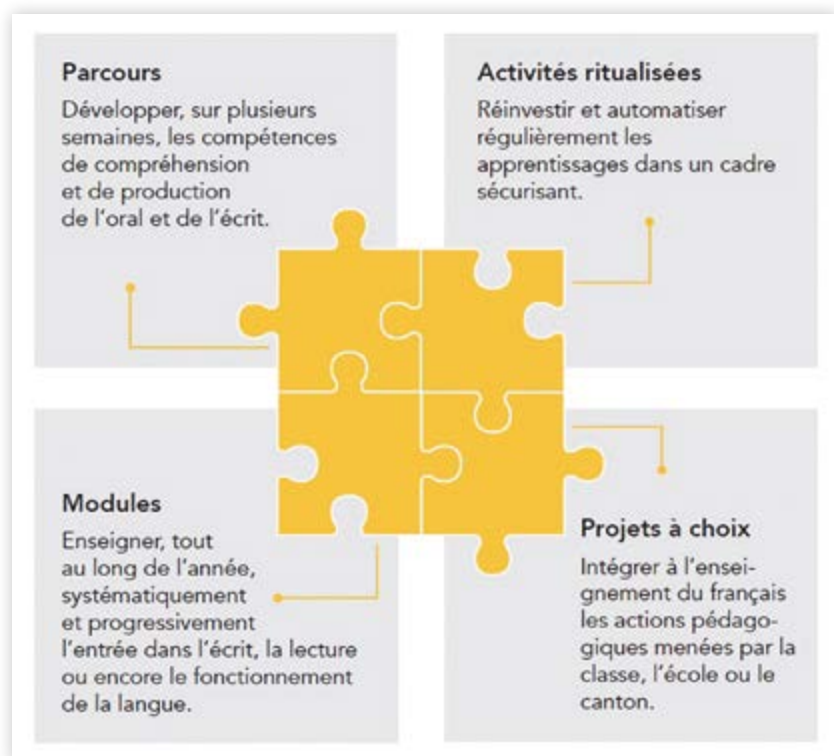 Parcours
Développer, sur plusieurs
semaines, les compétences
de compréhension
et de production
de l'oral et de l'écrit.
Activités ritualisées
Réinvestir et automatiser
régulièrement les
apprentissages dans un cadre
sécurisant.
Modules
Enseigner, tout
au long de l'année,
systématiquement
et progressivement
l'entrée dans l'écrit, la lecture
ou encore le fonctionnement
de la langue.
Projets à choix
Intégrer à l'ensei-
gnement du français
les actions pédago-
giques menées par la
classe, l'école ou le
canton.